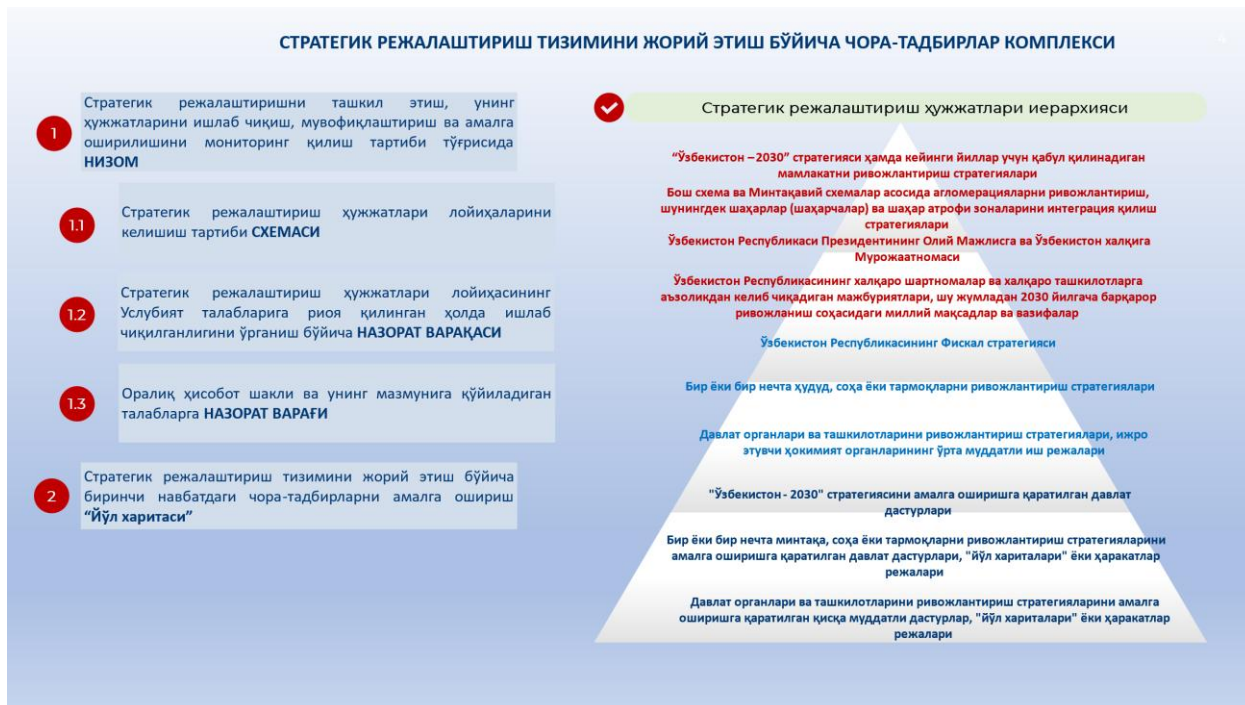 СТРАТЕГИК РЕЖАЛАШТИРИШ ТИЗИМИНИ ЖОРИЙ ЭТИШ БЎЙИЧА ЧОРА-ТАДБИРЛАР КОМПЛЕКСИ
1
Стратегик режалаштиришни ташкил этиш, унинг
ҳужжатларини ишлаб чиқиш, мувофиқлаштириш ва амалга
оширилишини мониторинг қилиш тартиби тўғрисида
НИЗОМ
1.1
Стратегик режалаштириш ҳужжатлари лойиҳаларини
келишиш тартиби СХЕМАСИ
1.2
Стратегик режалаштириш ҳужжатлари лойиҳасининг
Услубият талабларига риоя қилинган ҳолда ишлаб
чиқилганлигини ўрганиш бўйича НАЗОРАТ ВАРАҚАСИ
1.3
Оралиқ ҳисобот шакли ва унинг мазмунига қўйиладиган
талабларга НАЗОРАТ ВАРАҒИ
2
Стратегик режалаштириш тизимини жорий этиш бўйича
биринчи навбатдаги чора-тадбирларни амалга ошириш
“Йўл харитаси”
Стратегик режалаштириш ҳужжатлари иерархияси
“Ўзбекистон – 2030” стратегияси ҳамда кейинги йиллар учун қабул қилинадиган
мамлакатни ривожлантириш стратегиялари
Бош схема ва Минтақавий схемалар асосида агломерацияларни ривожлантириш,
шунингдек шаҳарлар (шаҳарчалар) ва шаҳар атрофи зоналарини интеграция қилиш
стратегиялари
Ўзбекистон Республикаси Президентининг Олий Мажлисга ва Ўзбекистон халқига
Мурожаатномаси
Ўзбекистон Республикасининг халқаро шартномалар ва халқаро ташкилотларга
аъзоликдан келиб чиқадиган мажбуриятлари, шу жумладан 2030 йилгача барқарор
ривожланиш соҳасидаги миллий мақсадлар ва вазифалар
Ўзбекистон Республикасининг Фискал стратегияси
Бир ёки бир нечта ҳудуд, соҳа ёки тармоқларни ривожлантириш стратегиялари
Давлат органлари ва ташкилотларини ривожлантириш стратегиялари, ижро
этувчи ҳокимият органларининг ўрта муддатли иш режалари
"Ўзбекистон - 2030" стратегиясини амалга оширишга қаратилган давлат
дастурлари
Бир ёки бир нечта минтақа, соҳа ёки тармоқларни ривожлантириш стратегияларини
амалга оширишга қаратилган давлат дастурлари, "йўл хариталари" ёки ҳаракатлар
режалари
Давлат органлари ва ташкилотларини ривожлантириш стратегияларини амалга
оширишга қаратилган қисқа муддатли дастурлар, "йўл хариталари" ёки ҳаракатлар
режалари